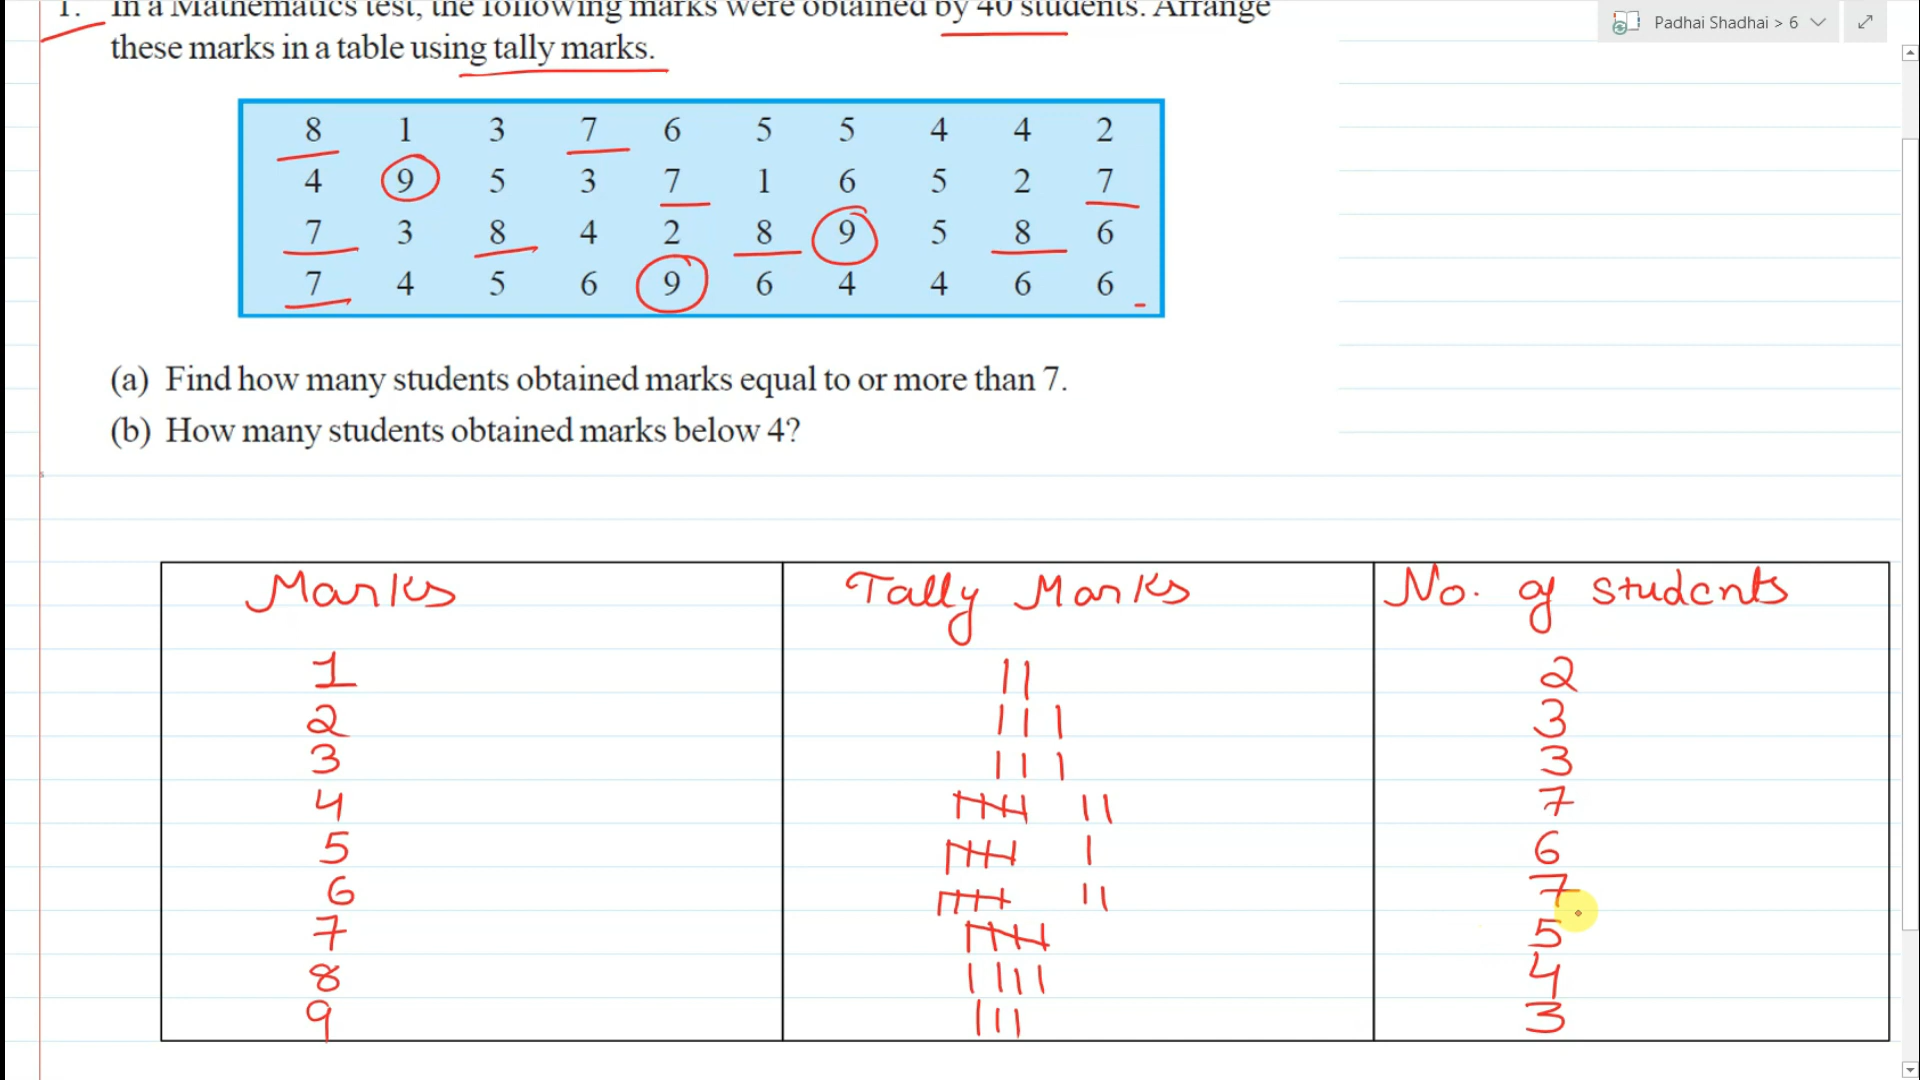 Padhai Shadhai > 6
1. In a Mathematics test, the following marks were obtained by 40 students. Arrange
these marks in a table using tally marks.
8 1 3 7 6 5 5 4 4 2
4 9 5 3 7 1 6 5 2 7
7 3 8 4 2 8 9 5 8 6
7 4 5 6 9 6 4 4 6 6
(a) Find how many students obtained marks equal to or more than 7.
(b) How many students obtained marks below 4?
Marks Tally Marks No. of students
1 || 2
2 ||| 3
3 ||| 3
4 |||| || 7
5 |||| | 6
6 |||| || 7
7 |||| 5
8 |||| 4
9 ||| 3